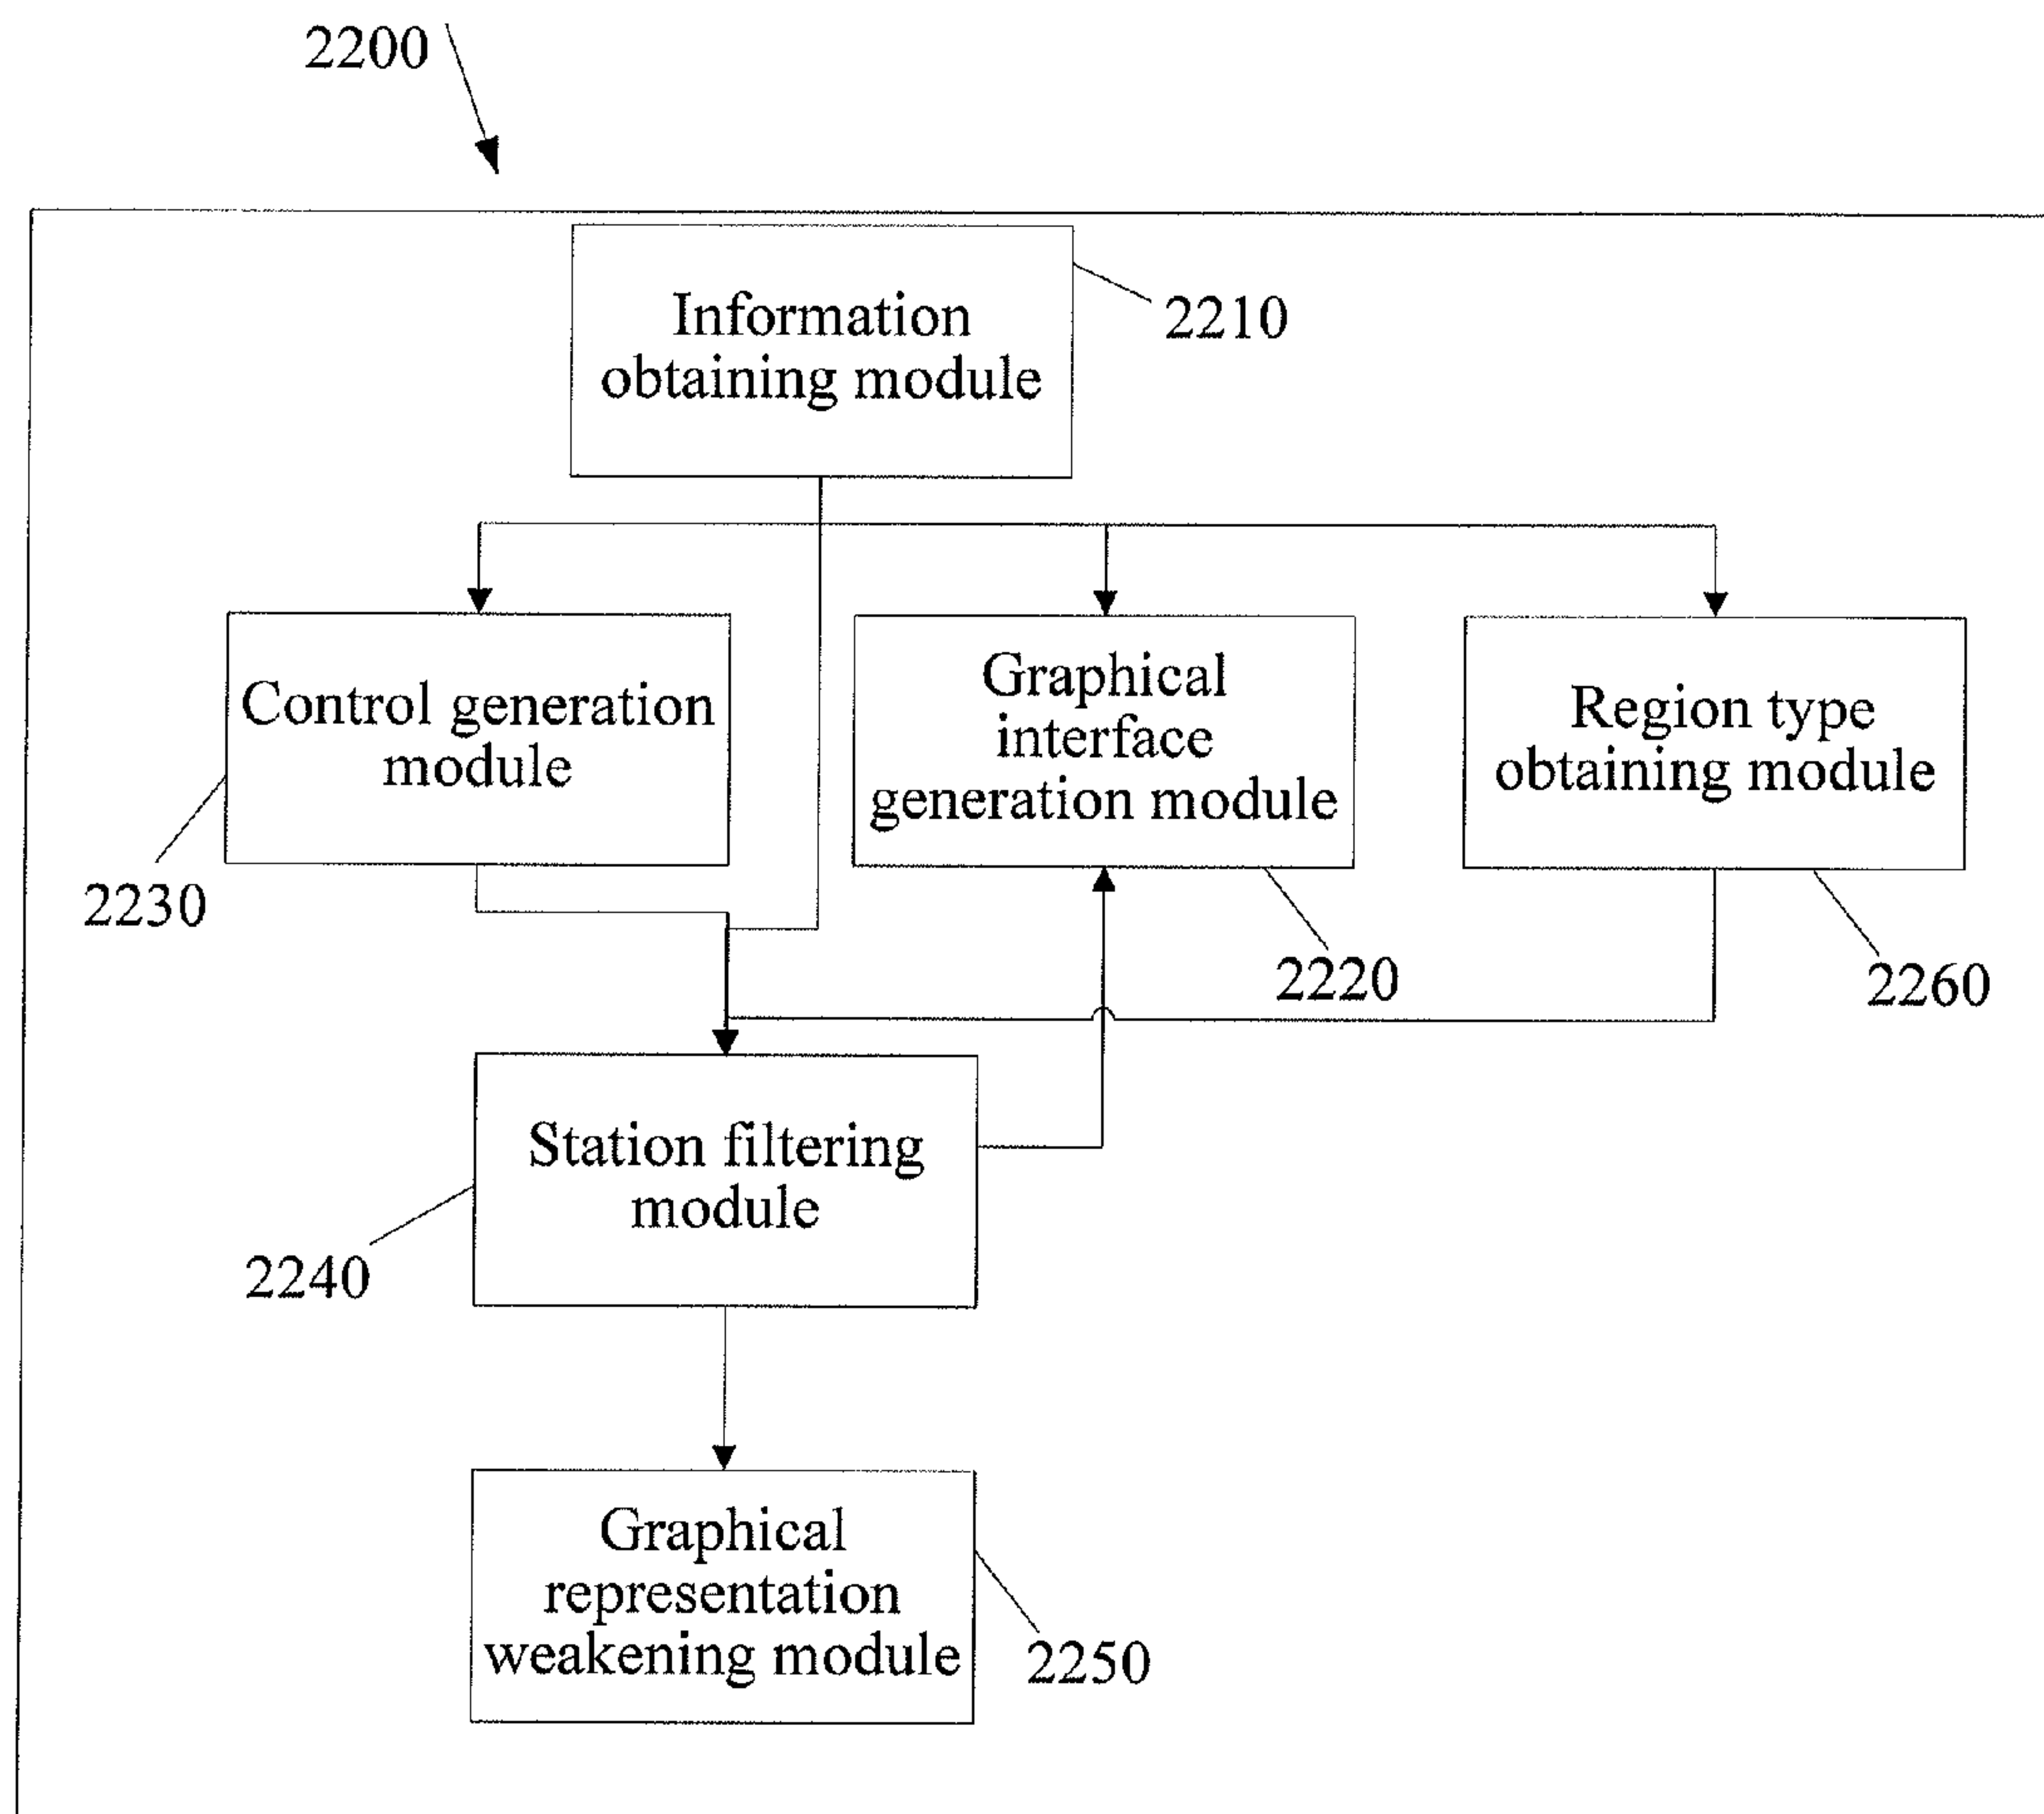 2200
Information
obtaining module
2210
Control generation
module
2230
Graphical
interface
generation module
2220
Region type
obtaining module
2260
Station filtering
module
2240
Graphical
representation
weakening module
2250